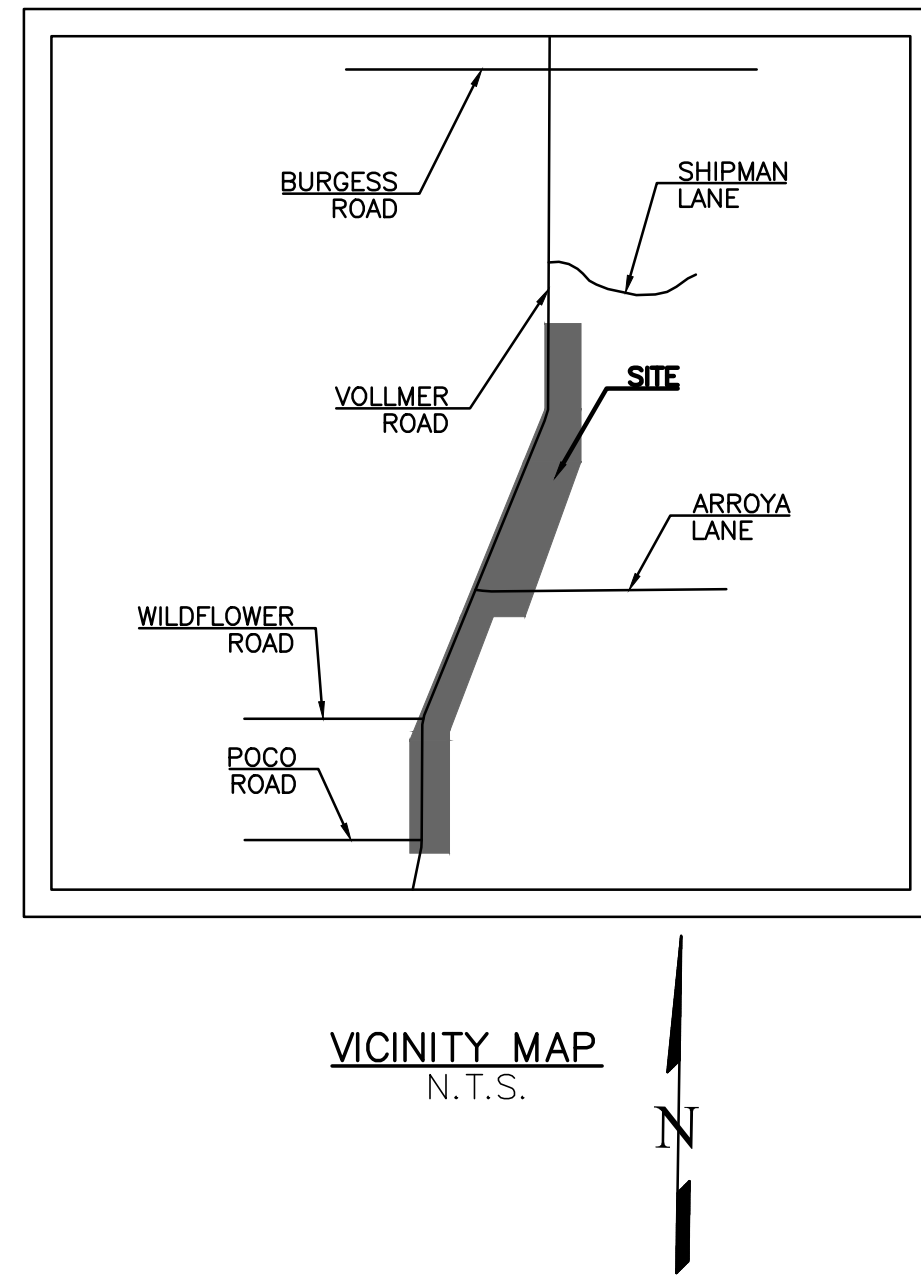 BURGESS
ROAD
SHIPMAN
LANE
SITE
VOLLMER
ROAD
ARROYA
LANE
WILDFLOWER
ROAD
POCO
ROAD
VICINITY MAP
N.T.S.
N